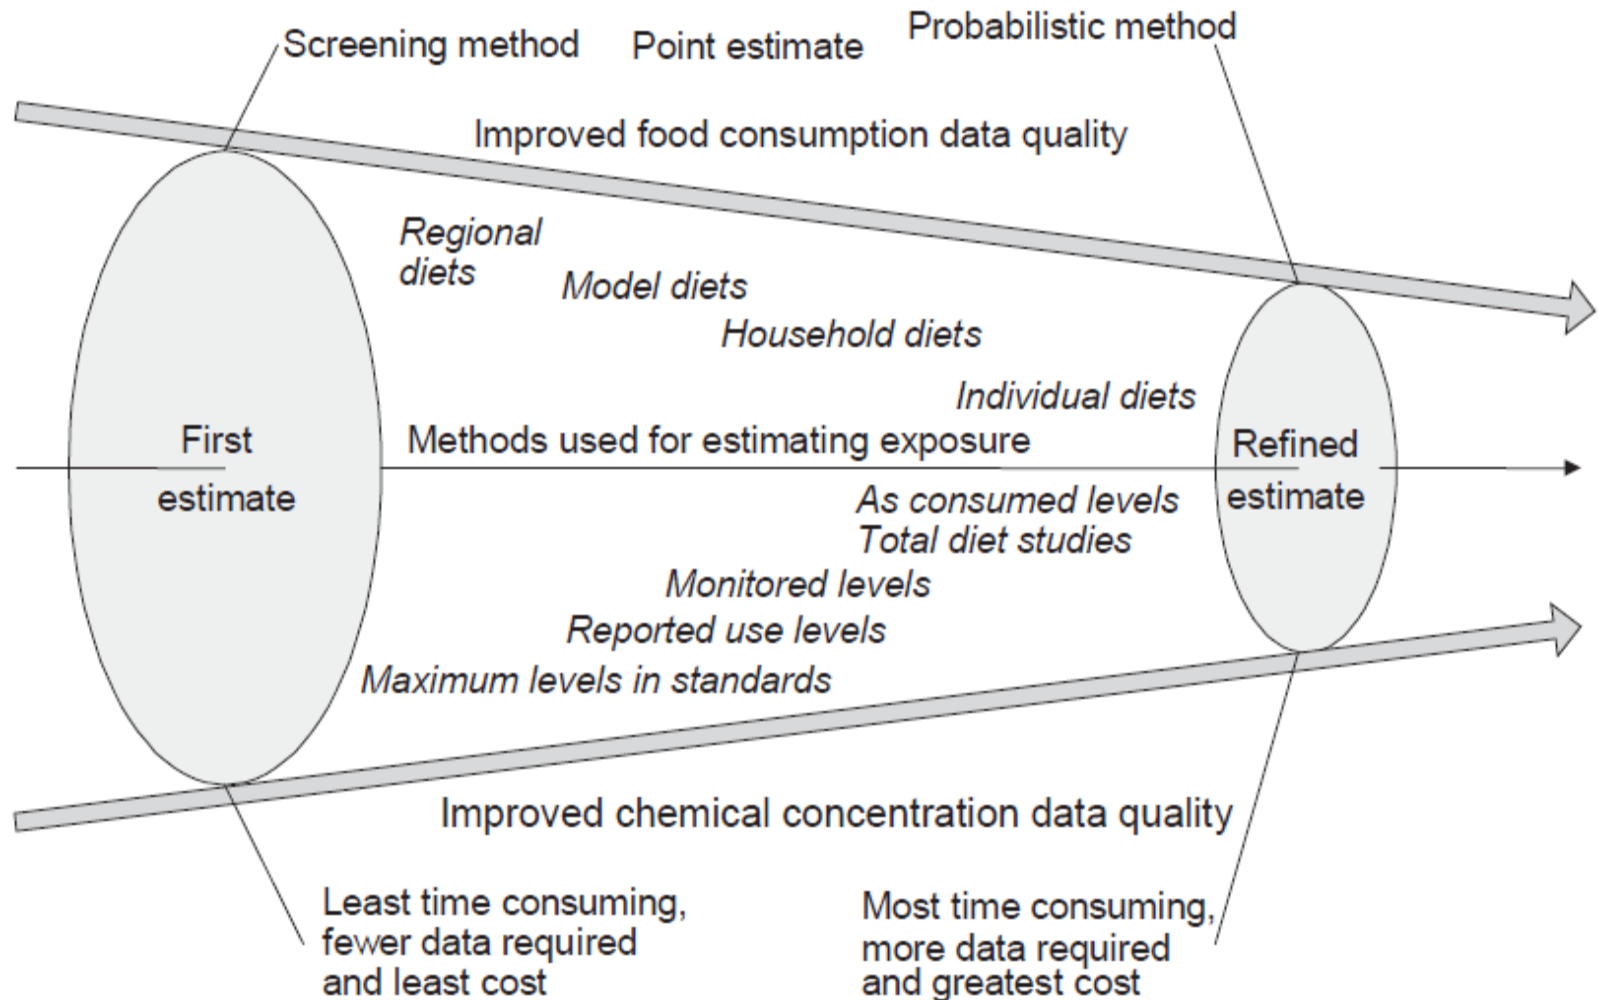 Screening method
Point estimate
Probabilistic method
Improved food consumption data quality
Regional
diets
Model diets
Household diets
Individual diets
First
estimate
Methods used for estimating exposure
Refined
estimate
As consumed levels
Total diet studies
Monitored levels
Reported use levels
Maximum levels in standards
Improved chemical concentration data quality
Least time consuming,
fewer data required
and least cost
Most time consuming,
more data required
and greatest cost